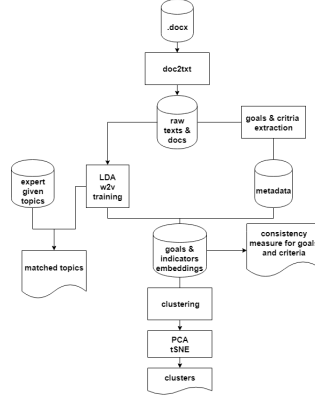 .docx
doc2txt
raw
texts &
docs
goals & critria
extraction
expert
given
topics
LDA
w2v
training
metadata
matched topics
goals &
indicators
embeddings
consistency
measure for goals
and criteria
clustering
PCA
tSNE
clusters